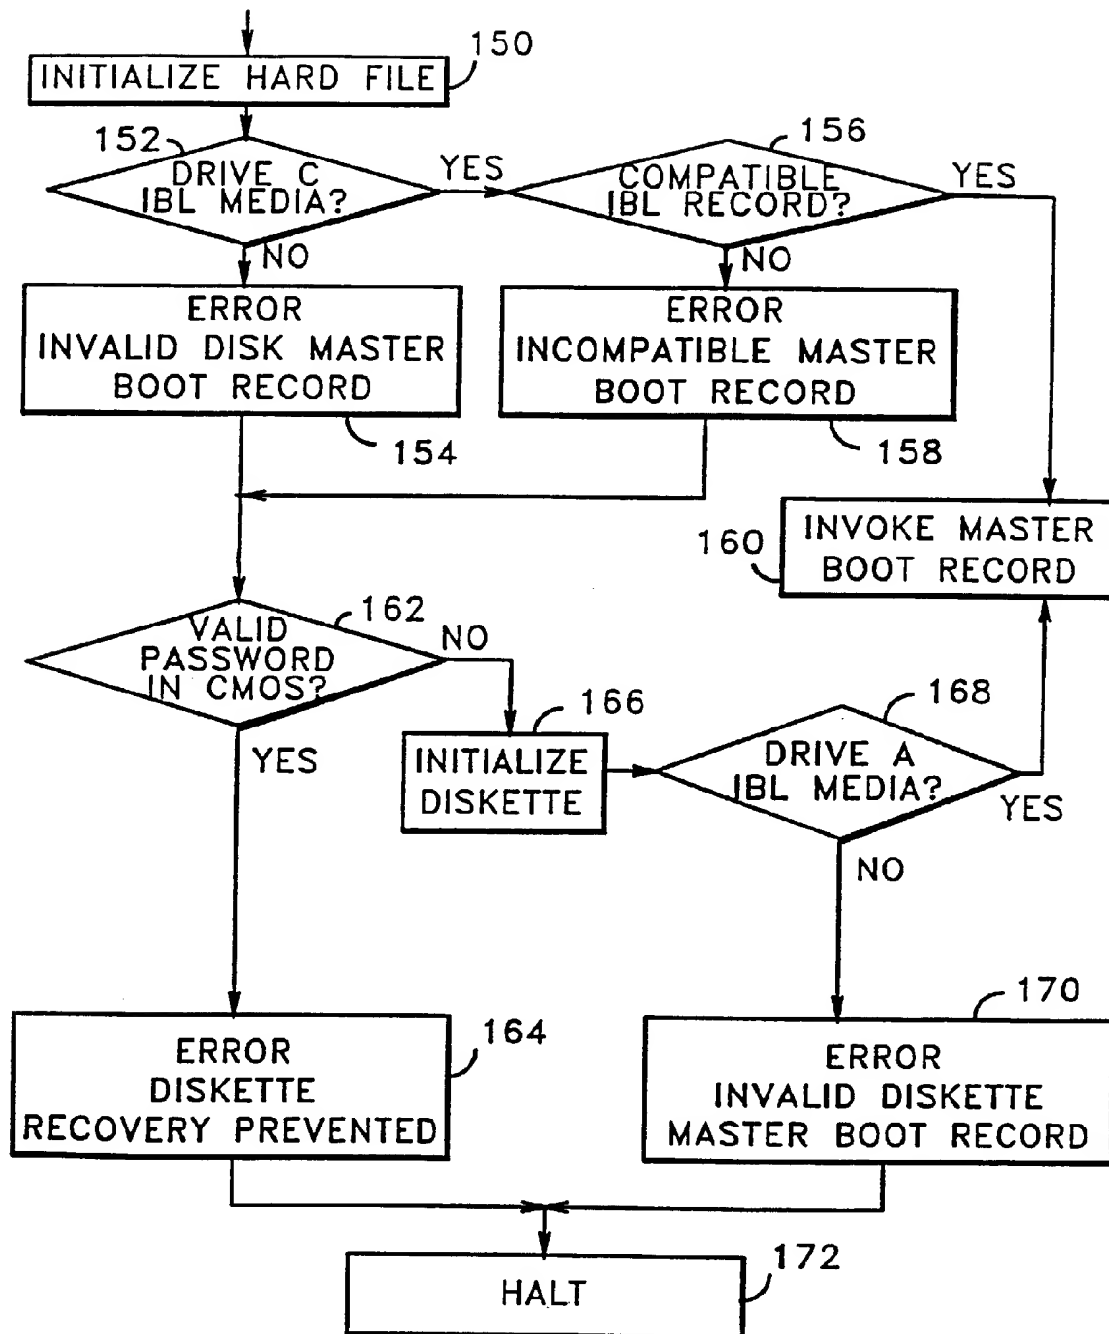 150
INITIALIZE HARD FILE
152
DRIVE C
IBL MEDIA?
YES
NO
156
COMPATIBLE
IBL RECORD?
YES
NO
ERROR
INVALID DISK MASTER
BOOT RECORD
154
ERROR
INCOMPATIBLE MASTER
BOOT RECORD
158
160
INVOKE MASTER
BOOT RECORD
162
VALID
PASSWORD
IN CMOS?
NO
YES
166
INITIALIZE
DISKETTE
168
DRIVE A
IBL MEDIA?
YES
NO
164
ERROR
DISKETTE
RECOVERY PREVENTED
170
ERROR
INVALID DISKETTE
MASTER BOOT RECORD
172
HALT